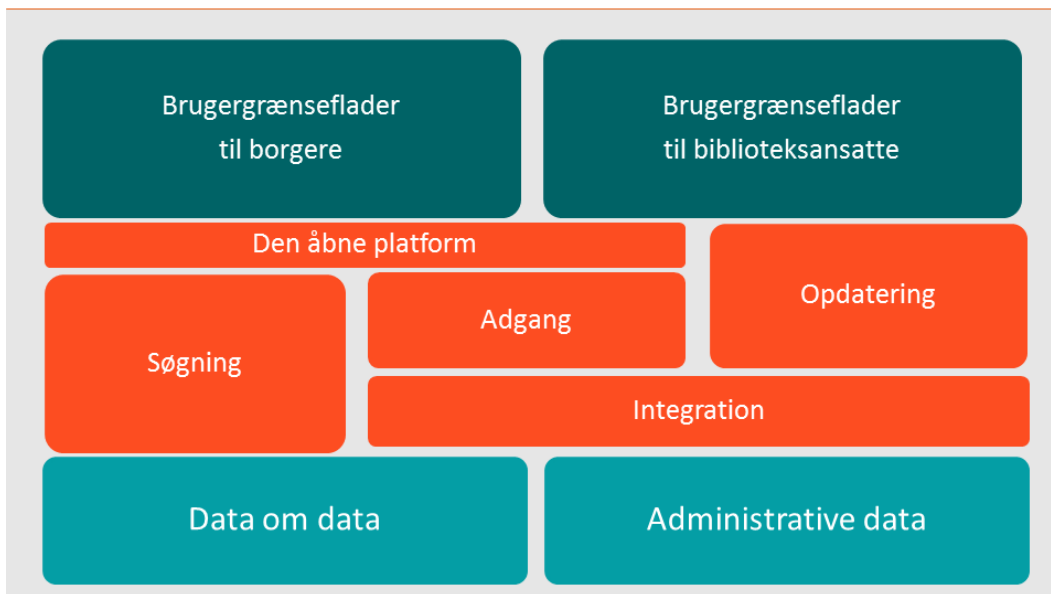 Brugergrænseflader
til borgere
Brugergrænseflader
til biblioteksansatte
Den åbne platform
Opdatering
Adgang
Søgning
Integration
Data om data
Administrative data